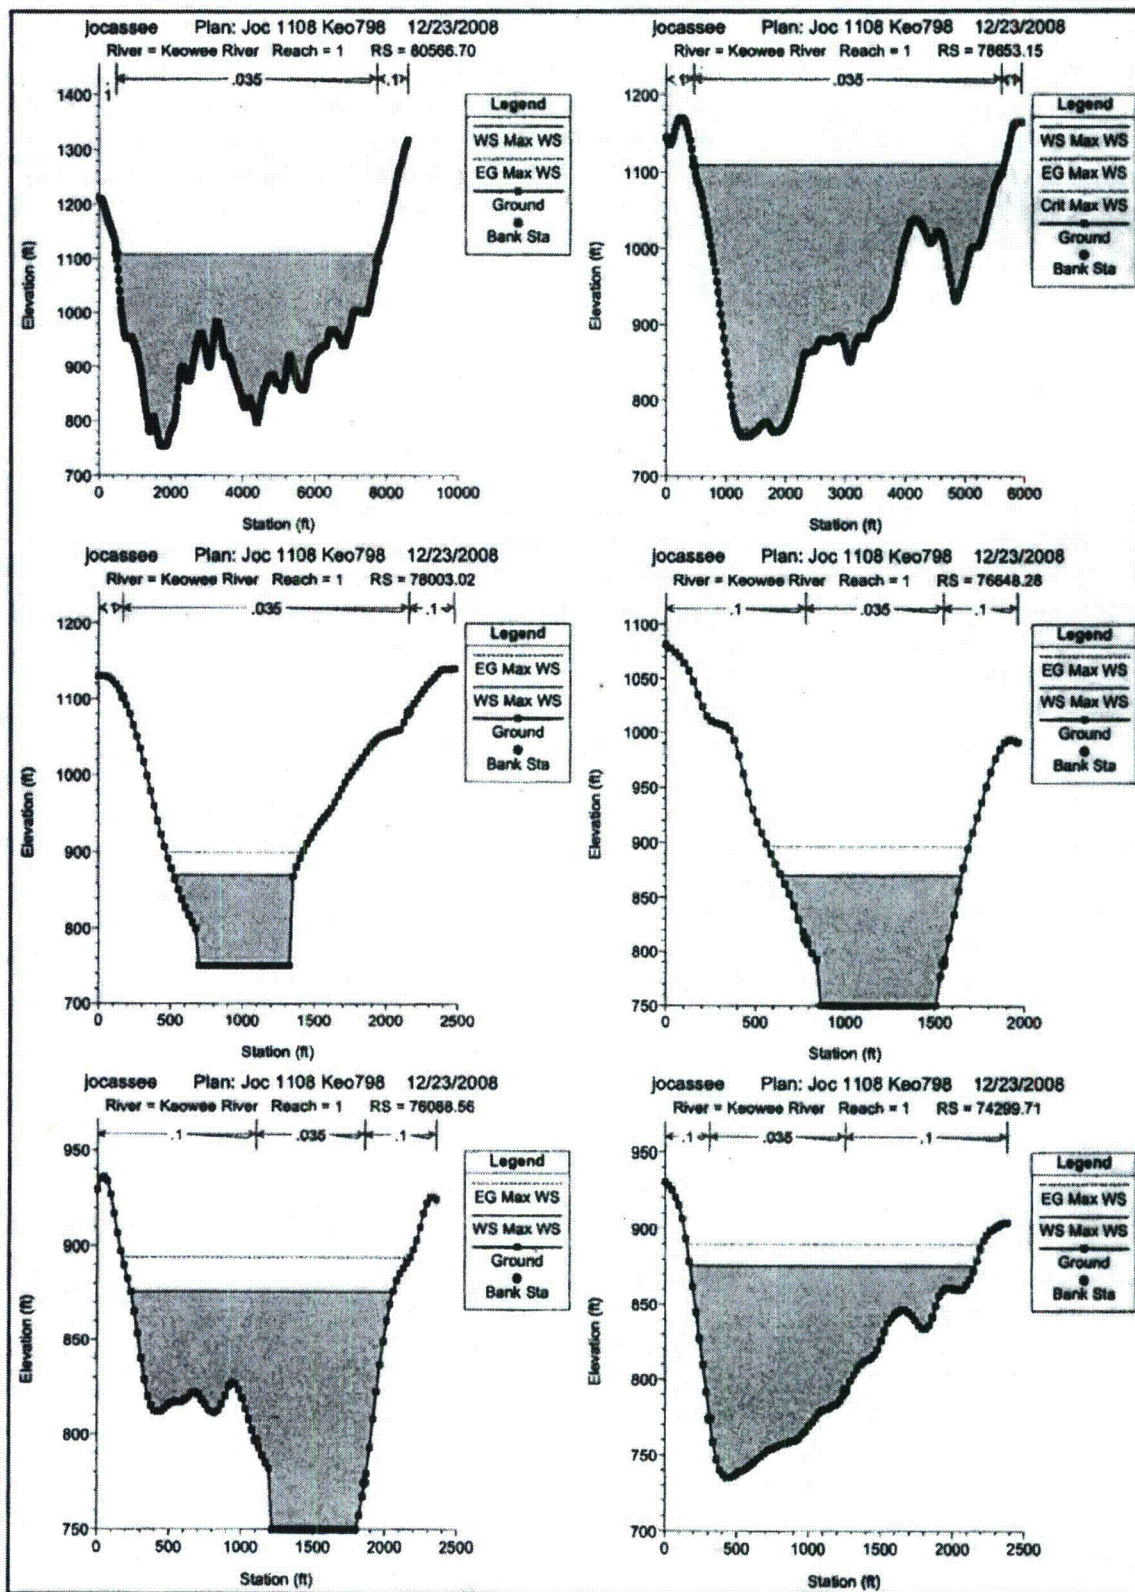 jocassee Plan: Joc 1108 Keo798 12/23/2008
River = Keowee River Reach = 1 RS = 80566.70
.1 .035 .1
Elevation (ft)
1400
1300
1200
1100
1000
900
800
700
0 2000 4000 6000 8000 10000
Station (ft)
Legend
WS Max WS
EG Max WS
Ground
Bank Sta
jocassee Plan: Joc 1108 Keo798 12/23/2008
River = Keowee River Reach = 1 RS = 78653.15
.1 .035 .1
Elevation (ft)
1200
1100
1000
900
800
700
0 1000 2000 3000 4000 5000 6000
Station (ft)
Legend
WS Max WS
EG Max WS
Crit Max WS
Ground
Bank Sta
jocassee Plan: Joc 1108 Keo798 12/23/2008
River = Keowee River Reach = 1 RS = 78003.02
.1 .035 .1
Elevation (ft)
1200
1100
1000
900
800
700
0 500 1000 1500 2000 2500
Station (ft)
Legend
EG Max WS
WS Max WS
Ground
Bank Sta
jocassee Plan: Joc 1108 Keo798 12/23/2008
River = Keowee River Reach = 1 RS = 76648.28
.1 .035 .1
Elevation (ft)
1100
1050
1000
950
900
850
800
750
0 500 1000 1500 2000
Station (ft)
Legend
EG Max WS
WS Max WS
Ground
Bank Sta
jocassee Plan: Joc 1108 Keo798 12/23/2008
River = Keowee River Reach = 1 RS = 76088.56
.1 .035 .1
Elevation (ft)
950
900
850
800
750
0 500 1000 1500 2000 2500
Station (ft)
Legend
EG Max WS
WS Max WS
Ground
Bank Sta
jocassee Plan: Joc 1108 Keo798 12/23/2008
River = Keowee River Reach = 1 RS = 74299.71
.1 .035 .1
Elevation (ft)
950
900
850
800
750
700
0 500 1000 1500 2000 2500
Station (ft)
Legend
EG Max WS
WS Max WS
Ground
Bank Sta